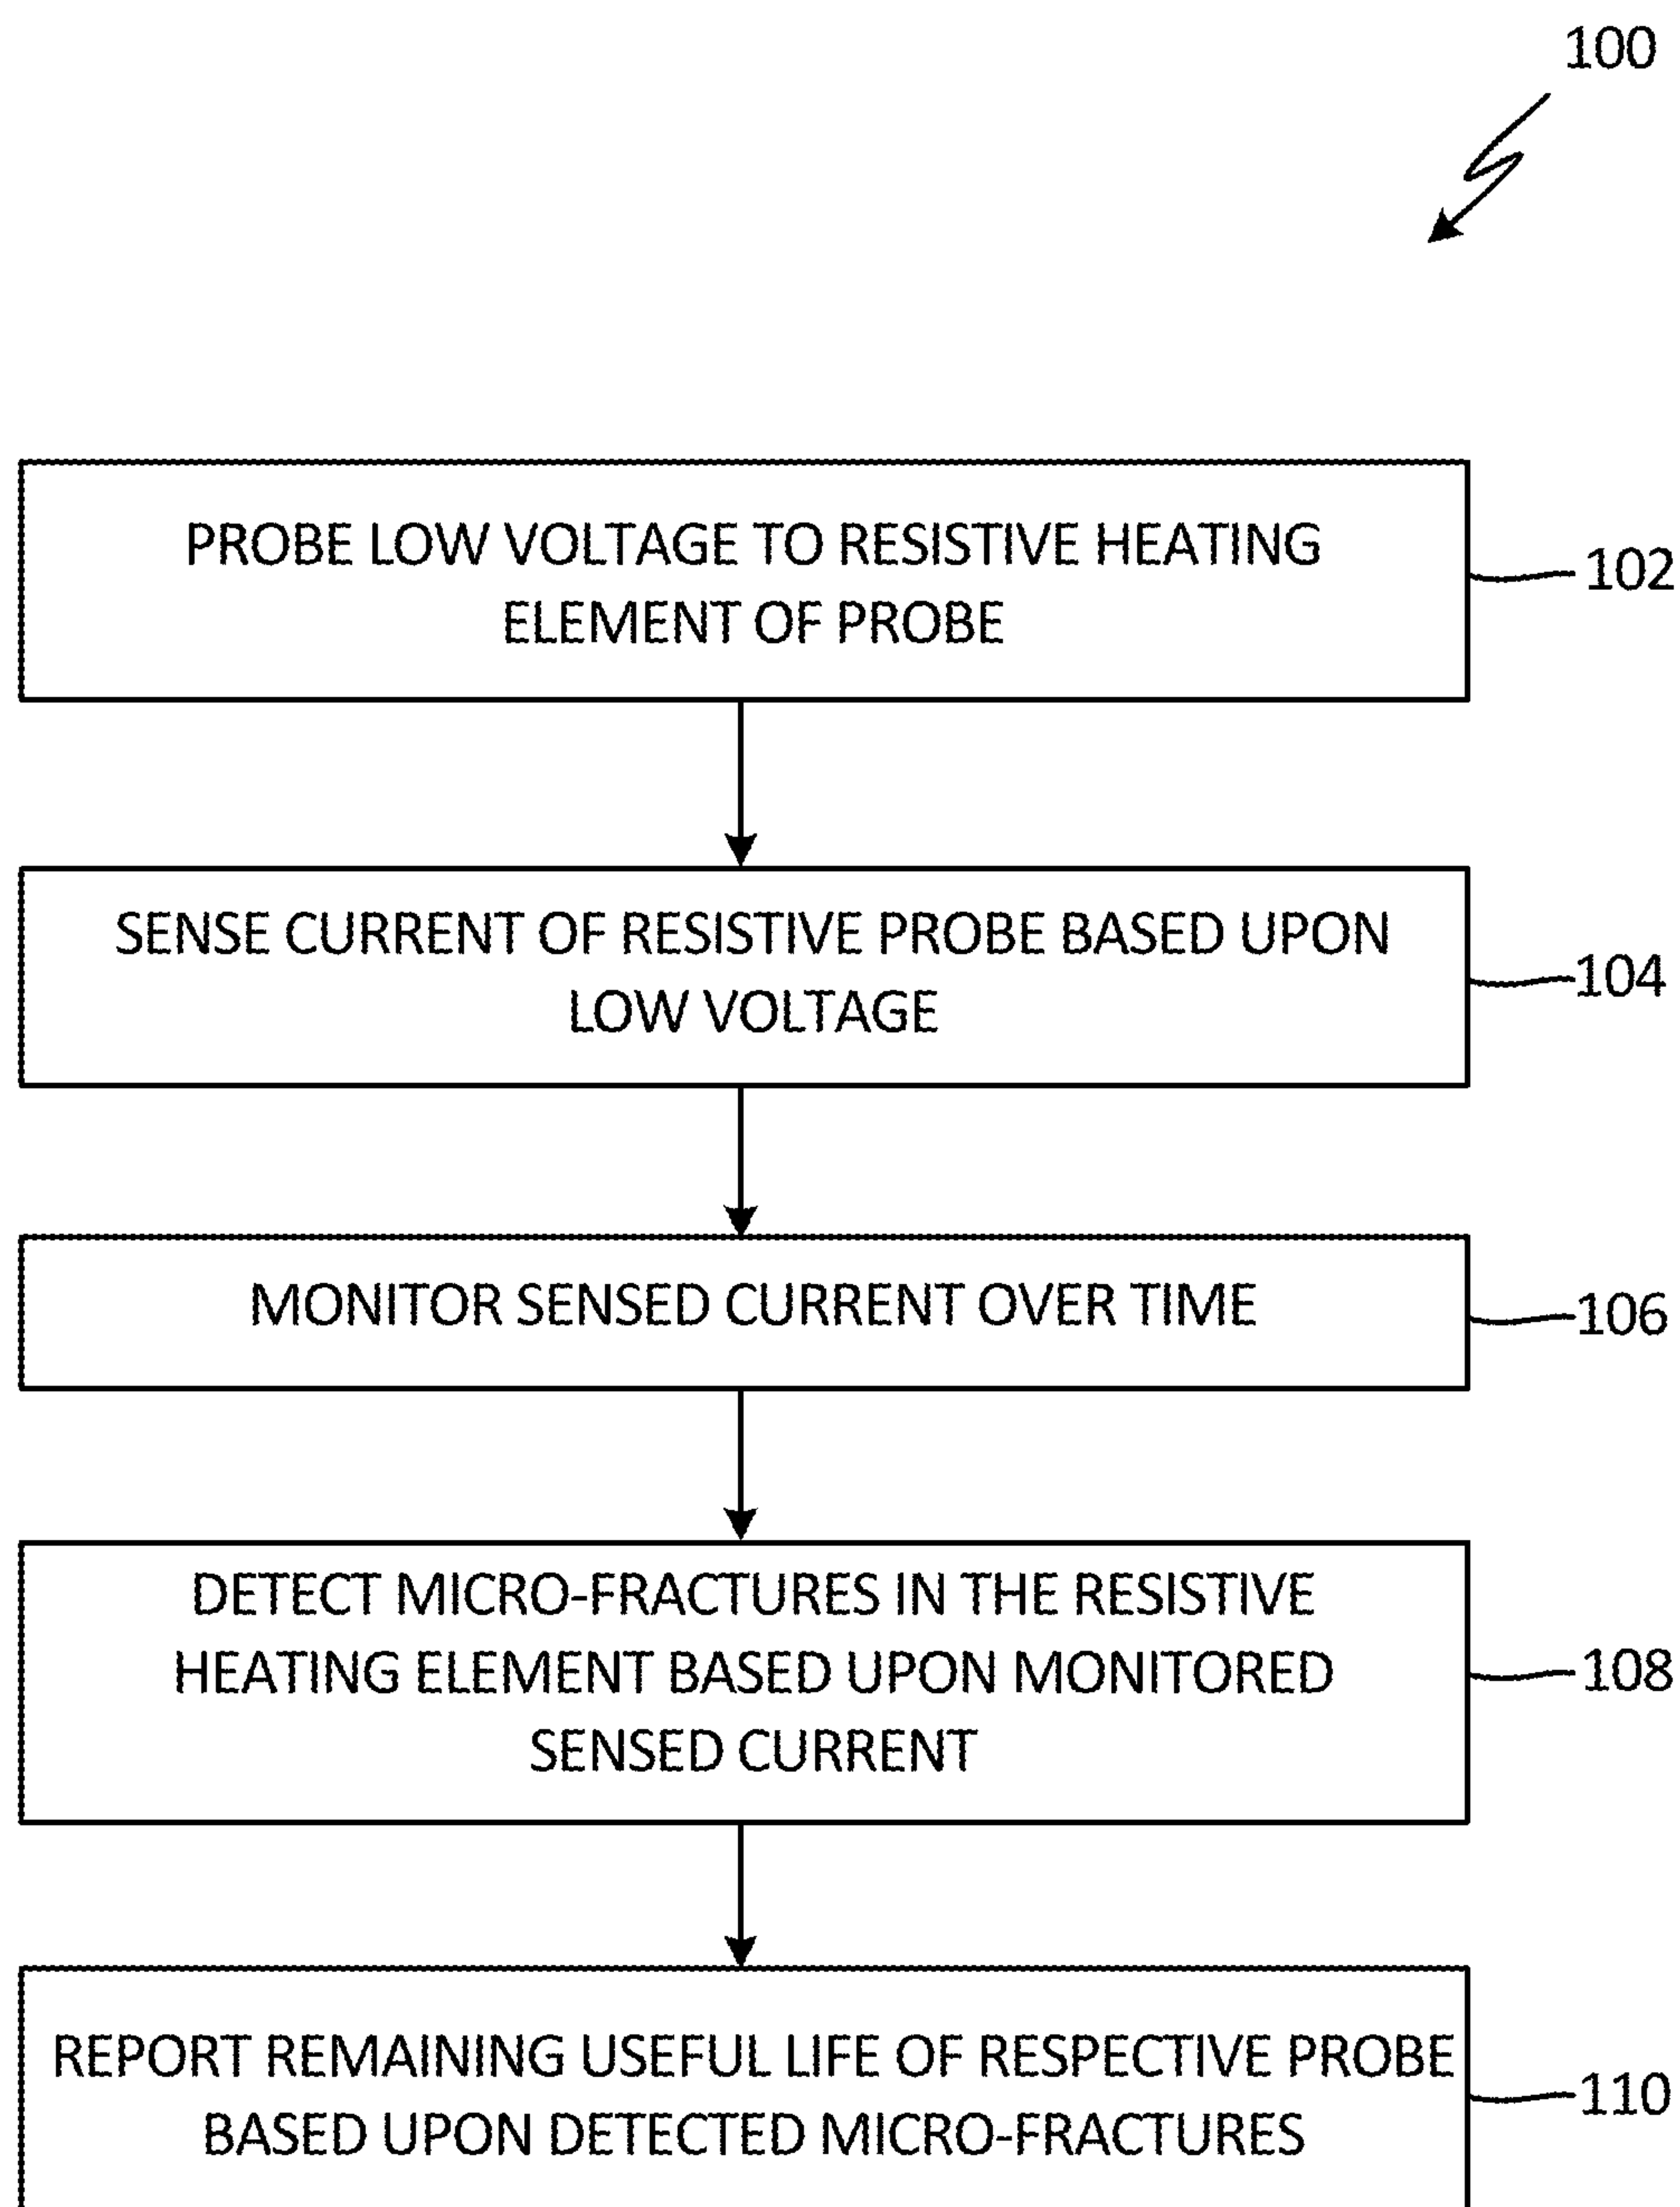 100
PROBE LOW VOLTAGE TO RESISTIVE HEATING
ELEMENT OF PROBE
102
SENSE CURRENT OF RESISTIVE PROBE BASED UPON
LOW VOLTAGE
104
MONITOR SENSED CURRENT OVER TIME
106
DETECT MICRO-FRACTURES IN THE RESISTIVE
HEATING ELEMENT BASED UPON MONITORED
SENSED CURRENT
108
REPORT REMAINING USEFUL LIFE OF RESPECTIVE PROBE
BASED UPON DETECTED MICRO-FRACTURES
110